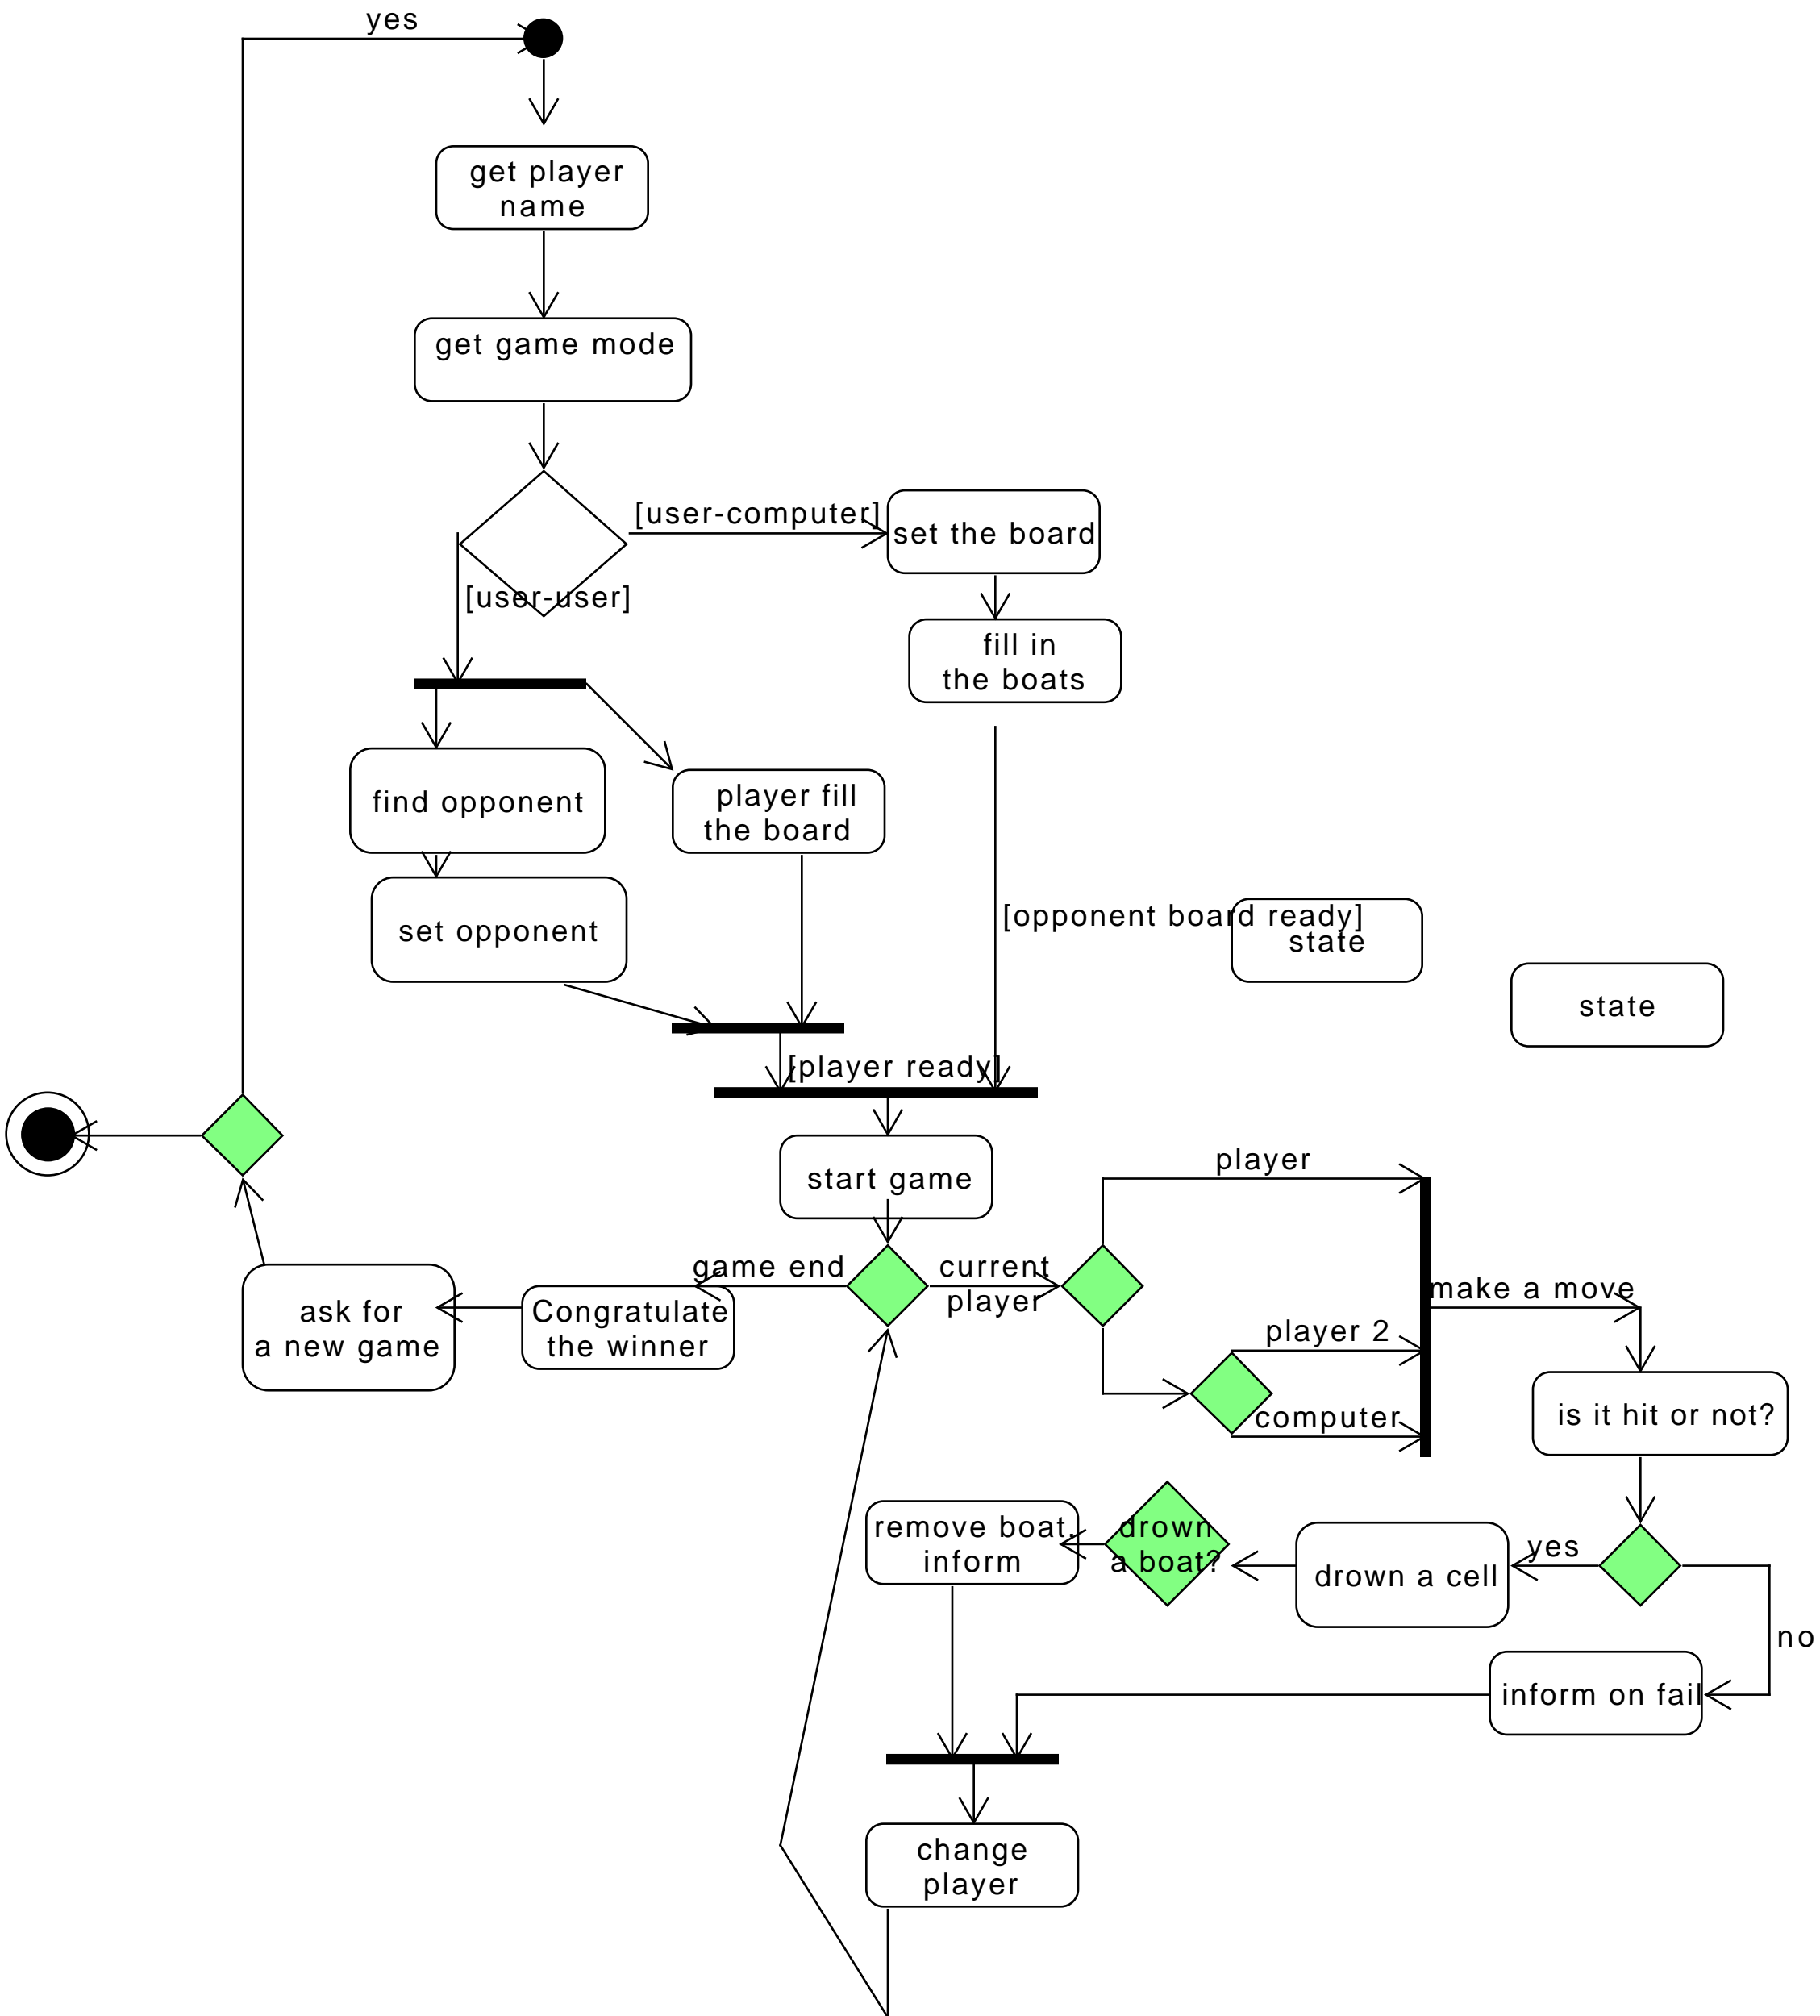 yes
get player
name
get game mode
[user-computer]
set the board
[user-user]
fill in
the boats
find opponent
player fill
the board
set opponent
[opponent board ready]
state
state
[player ready]
start game
player
game end
current
player
make a move
ask for
a new game
Congratulate
the winner
player 2
computer
is it hit or not?
remove boat,
inform
drown
a boat?
drown a cell
yes
no
inform on fail
change
player